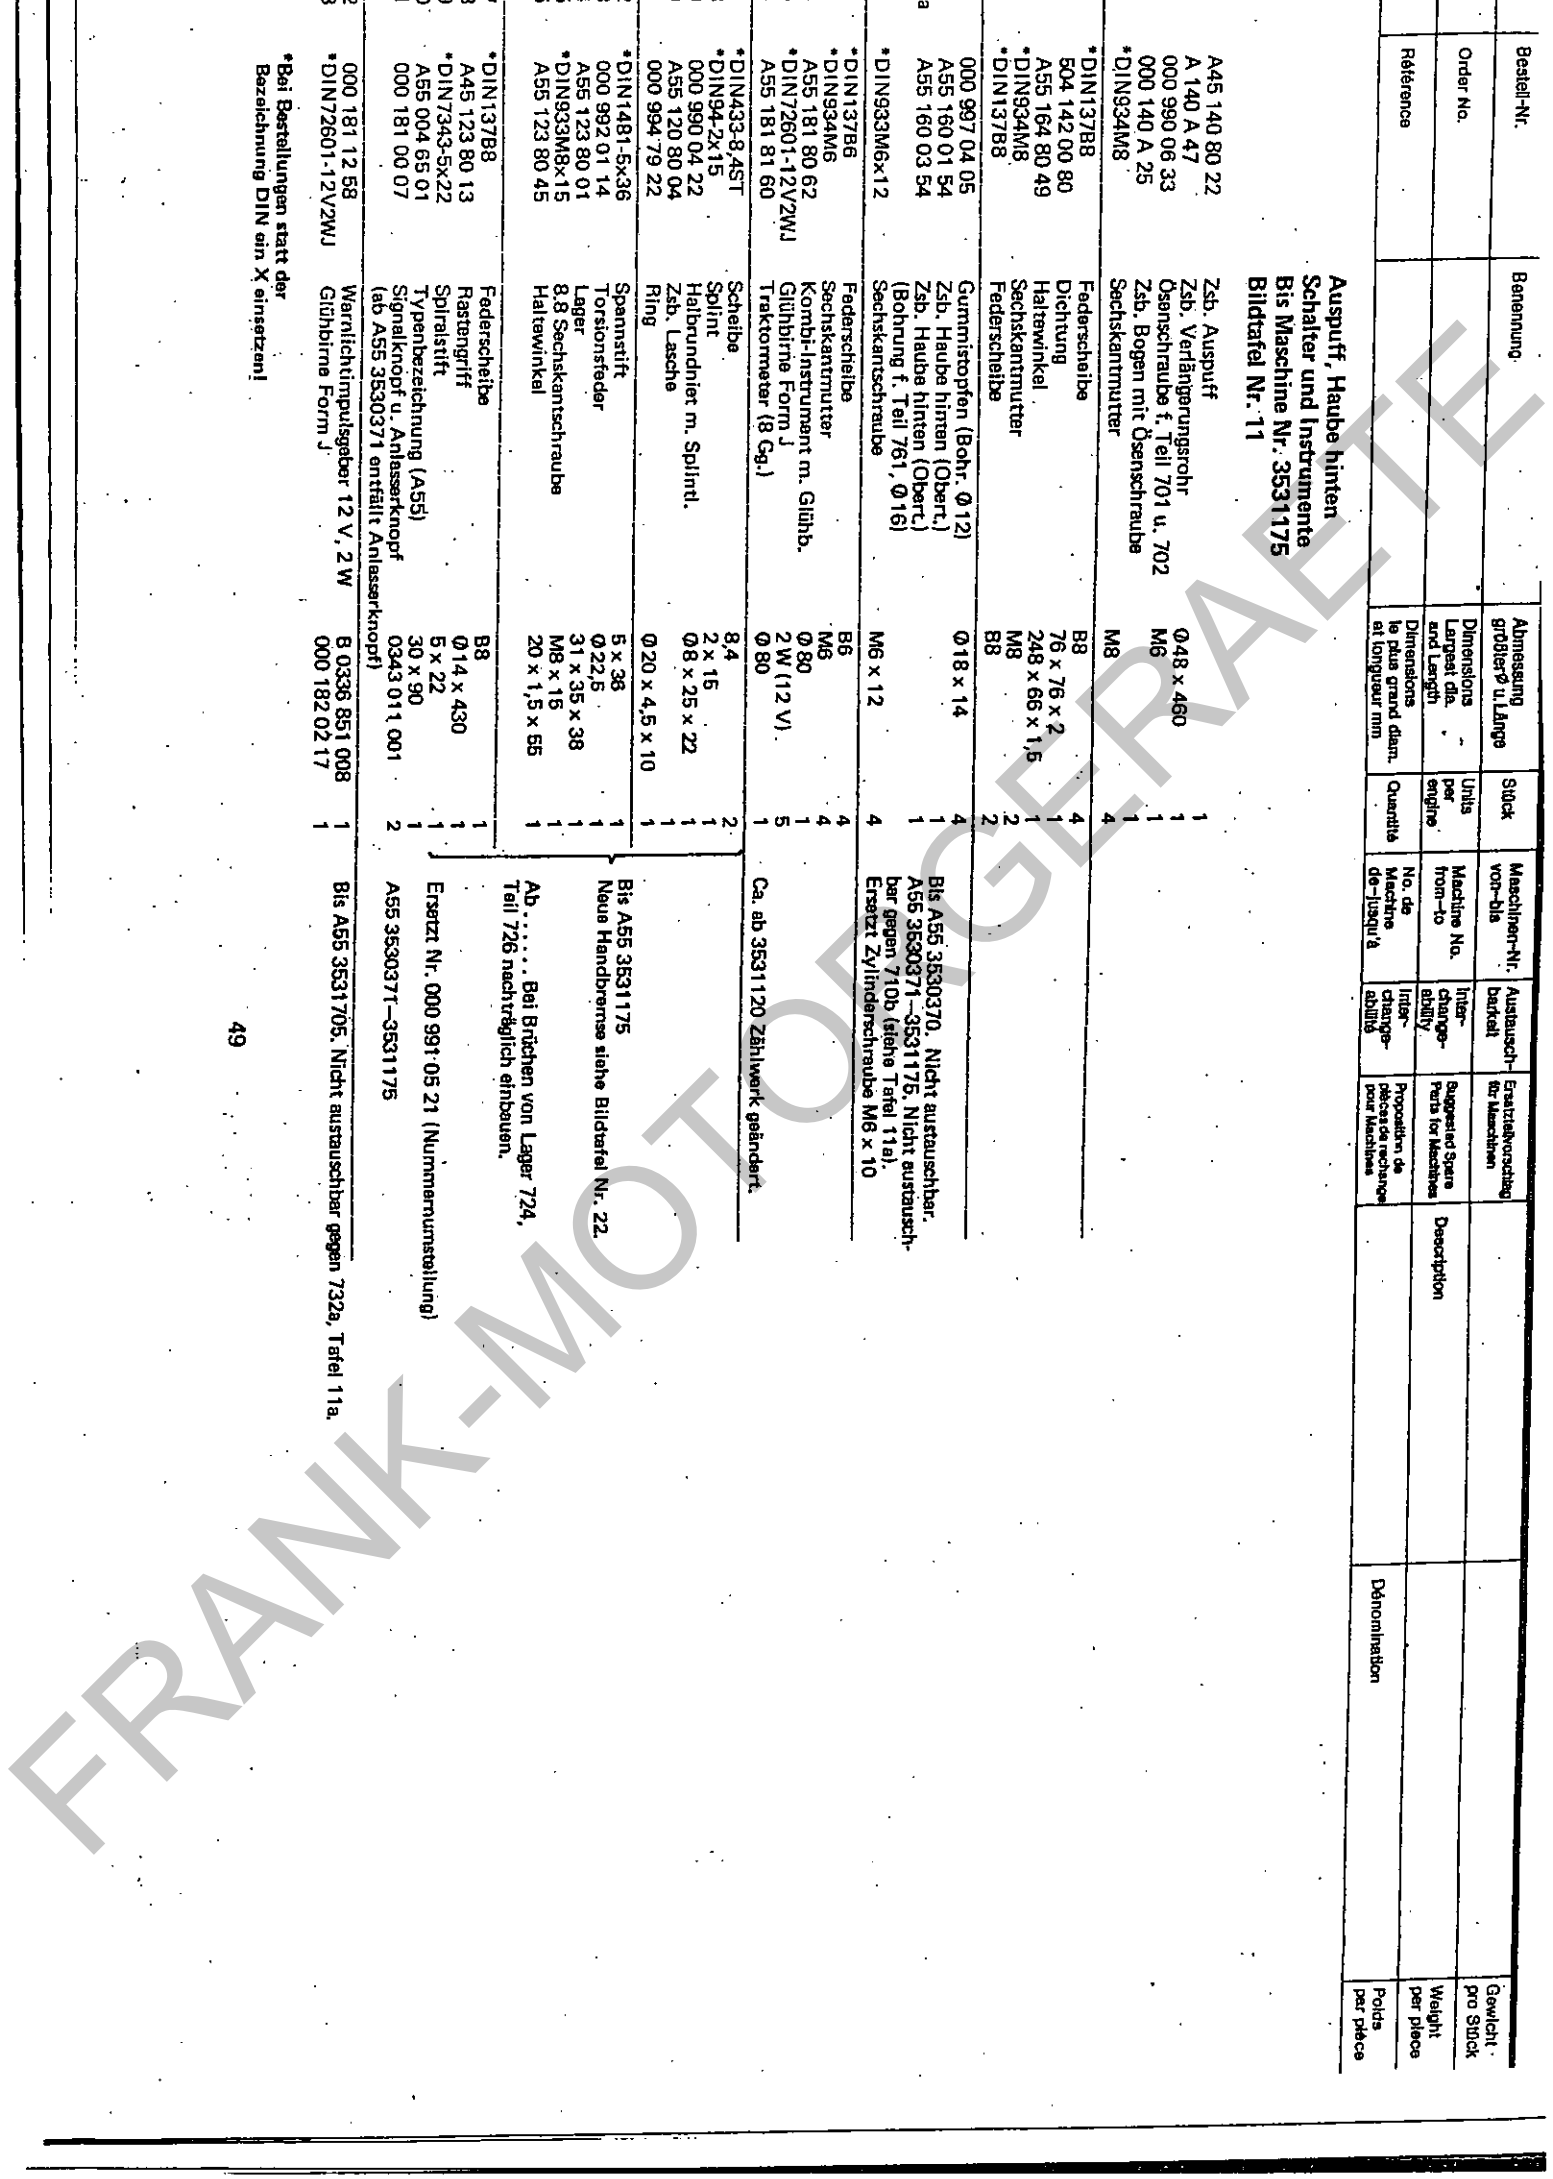 Bestell-Nr. Benennung Abmessung größter Ø u. Länge Stück Maschinen-Nr. von–bis Austausch-barkeit Ersatzteilvorschlag für Maschinen Gewicht pro Stück
Order No. Dimensions Largest dia. and Length Units per engine Machine No. from–to Inter-change-ability Suggested Spare Parts for Machines Description Weight per piece
Référence Dimensions le plus grand diam. et longueur mm Quantité No. de Machine de–jusqu'à Inter-change-abilité Proposition de pièces de rechange pour Machines Dénomination Poids par pièce
Auspuff, Haube hinten
Schalter und Instrumente
Bis Maschine Nr. 3531175
Bildtafel Nr. 11
A45 140 80 22 Zsb. Auspuff 1
A 140 A 47 Zsb. Verlängerungsrohr Ø48 x 460 1
000 990 06 33 Ösenschraube f. Teil 701 u. 702 M6 1
000 140 A 25 Zsb. Bogen mit Ösenschraube 1
*DIN934M8 Sechskantmutter M8 4
*DIN137B8 Federscheibe B8 4
504 142 00 80 Dichtung 76 x 76 x 2 1
A55 164 80 49 Haltewinkel 248 x 66 x 1,5 1
*DIN934M8 Sechskantmutter M8 2
*DIN137B8 Federscheibe B8 2
000 997 04 05 Gummistopfen (Bohr. Ø 12) Ø18 x 14 4
A55 160 01 54 Zsb. Haube hinten (Obert.) 1 Bis A55 3530370. Nicht austauschbar.
a A55 160 03 54 Zsb. Haube hinten (Obert.) 1 A55 3530371–3531175. Nicht austausch-
(Bohrung f. Teil 761, Ø 16) bar gegen 710b (siehe Tafel 11a).
*DIN933M6x12 Sechskantschraube M6 x 12 4 Ersetzt Zylinderschraube M6 x 10
*DIN137B6 Federscheibe B6 4
*DIN934M6 Sechskantmutter M6 4
A55 181 80 62 Kombi-Instrument m. Glühb. Ø 80 1
*DIN72601-12V2WJ Glühbirne Form J 2 W (12 V) 5
A55 181 81 60 Traktormeter (8 Gg.) Ø 80 1 Ca. ab 3531120 Zählwerk geändert.
*DIN433-8,4ST Scheibe 8,4 2
*DIN94-2x15 Splint 2 x 15 1
000 990 04 22 Halbrundniet m. Splintl. Ø8 x 25 x 22 1
A55 120 80 04 Zsb. Lasche 1
000 994 79 22 Ring Ø 20 x 4,5 x 10 1
*DIN1481-5x36 Spannstift 5 x 36 1 Bis A55 3531175
000 992 01 14 Torsionsfeder Ø 22,5 1 Neue Handbremse siehe Bildtafel Nr. 22.
A55 123 80 01 Lager 31 x 35 x 38 1
*DIN933M8x15 8.8 Sechskantschraube M8 x 15 1
A55 123 80 45 Haltewinkel 20 x 1,5 x 55 1 Ab . . . . . . Bei Brüchen von Lager 724,
Teil 726 nachträglich einbauen.
*DIN137B8 Federscheibe B8 1
A45 123 80 13 Rastengriff Ø 14 x 430 1
*DIN7343-5x22 Spiralstift 5 x 22 1
A55 004 65 01 Typenbezeichnung (A55) 30 x 90 1 Ersetzt Nr. 000 991 05 21 (Nummernumstellung)
000 181 00 07 Signalknopf u. Anlasserknopf 0343 011 001 2 A55 3530371–3531175
(ab A55 3530371 entfällt Anlasserknopf)
000 181 12 58 Warnlichtimpulsgeber 12 V, 2 W B 0336 851 008 1 Bis A55 3531705. Nicht austauschbar gegen 732a, Tafel 11a.
*DIN72601-12V2WJ Glühbirne Form J 000 182 02 17 1
*Bei Bestellungen statt der
Bezeichnung DIN ein X einsetzen!
49
FRANK-MOTORGERAETE